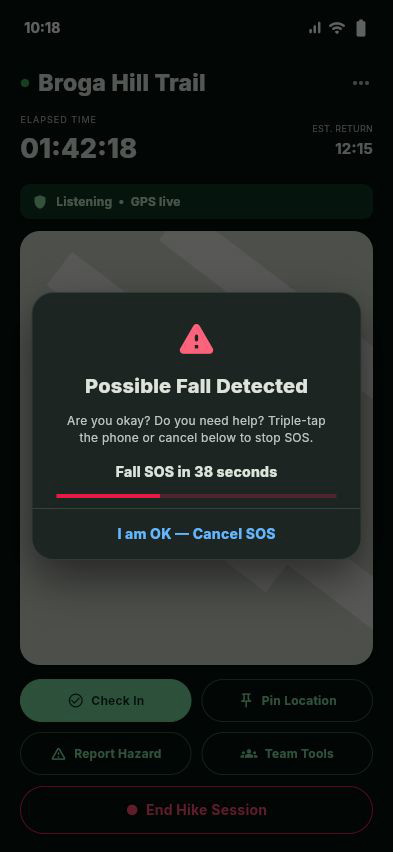 10:18
Broga Hill Trail
ELAPSED TIME
01:42:18
EST. RETURN
12:15
Listening • GPS live
Possible Fall Detected
Are you okay? Do you need help? Triple-tap
the phone or cancel below to stop SOS.
Fall SOS in 38 seconds
I am OK — Cancel SOS
Check In
Pin Location
Report Hazard
Team Tools
End Hike Session